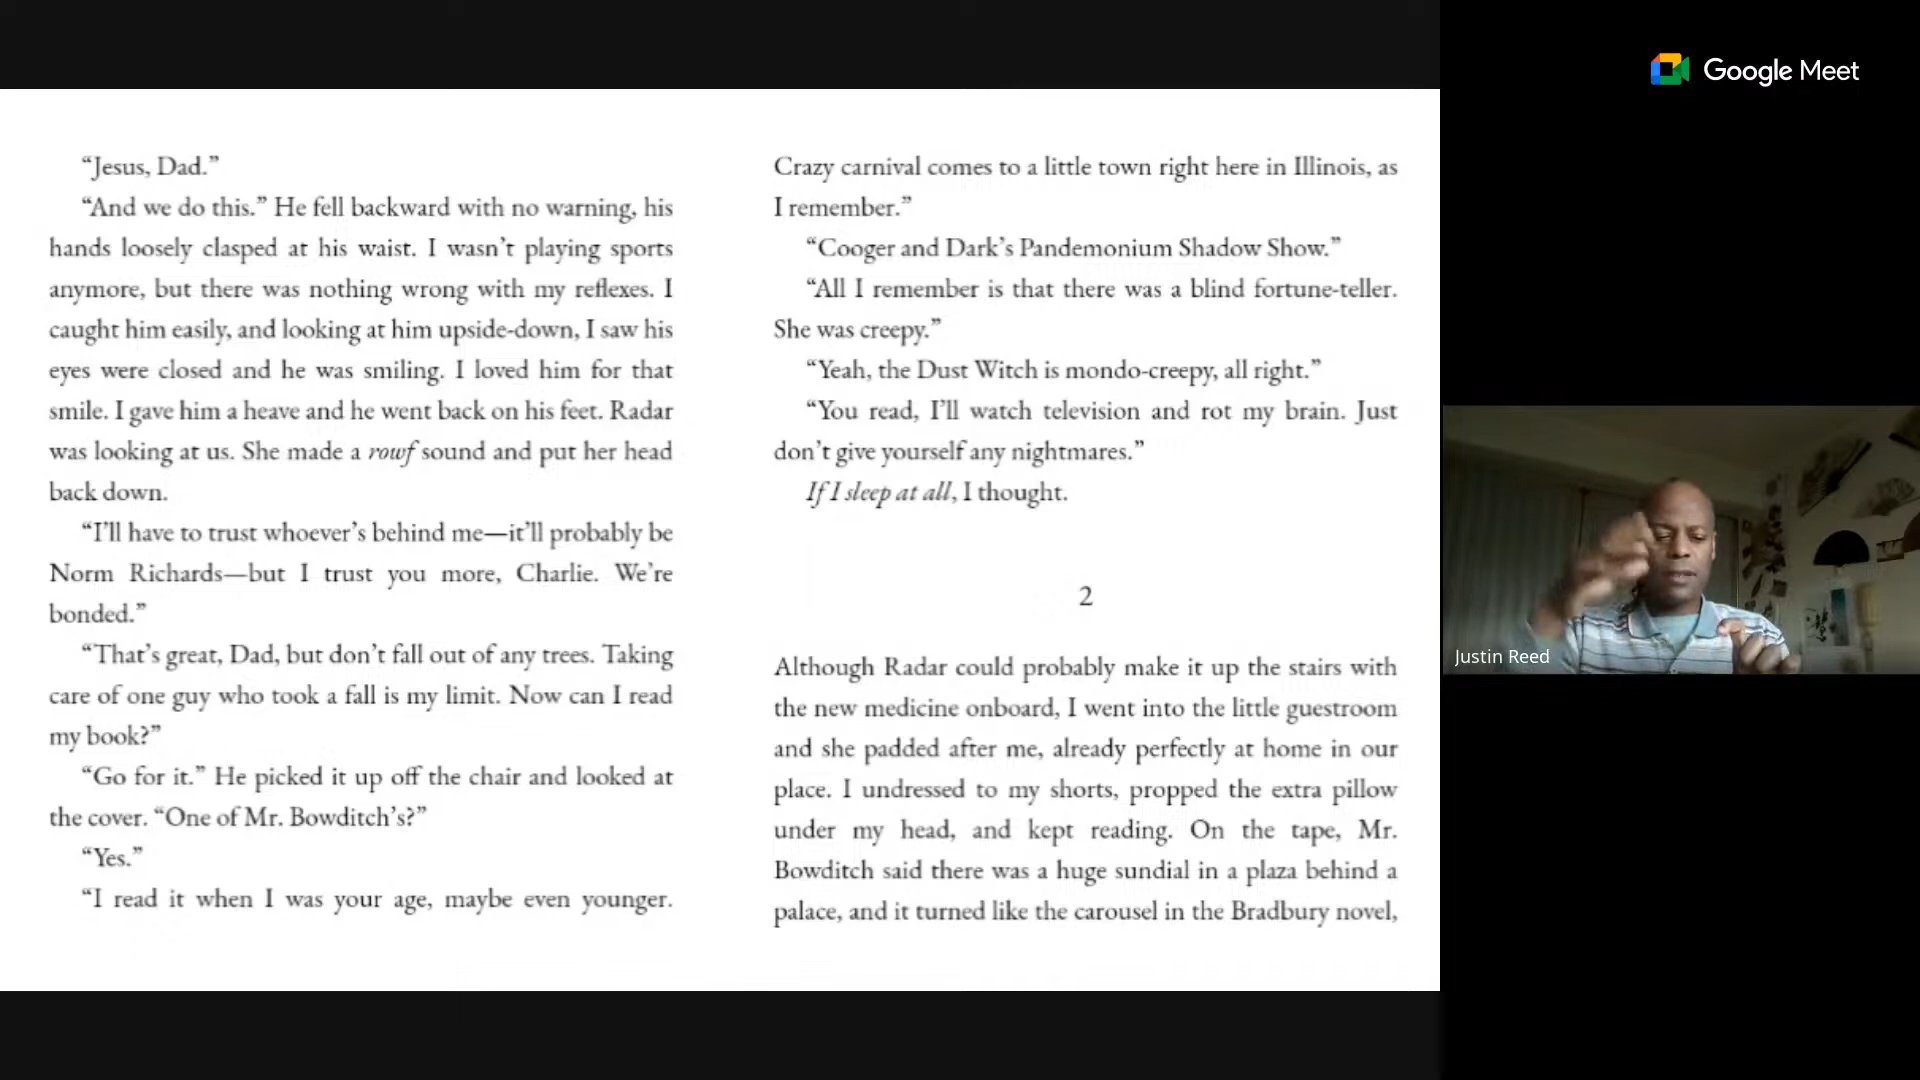 “Jesus, Dad.”
“And we do this.” He fell backward with no warning, his
hands loosely clasped at his waist. I wasn’t playing sports
anymore, but there was nothing wrong with my reflexes. I
caught him easily, and looking at him upside-down, I saw his
eyes were closed and he was smiling. I loved him for that
smile. I gave him a heave and he went back on his feet. Radar
was looking at us. She made a rowf sound and put her head
back down.
“I’ll have to trust whoever’s behind me—it’ll probably be
Norm Richards—but I trust you more, Charlie. We’re
bonded.”
“That’s great, Dad, but don’t fall out of any trees. Taking
care of one guy who took a fall is my limit. Now can I read
my book?”
“Go for it.” He picked it up off the chair and looked at
the cover. “One of Mr. Bowditch’s?”
“Yes.”
“I read it when I was your age, maybe even younger.
Crazy carnival comes to a little town right here in Illinois, as
I remember.”
“Cooger and Dark’s Pandemonium Shadow Show.”
“All I remember is that there was a blind fortune-teller.
She was creepy.”
“Yeah, the Dust Witch is mondo-creepy, all right.”
“You read, I’ll watch television and rot my brain. Just
don’t give yourself any nightmares.”
If I sleep at all, I thought.
2
Although Radar could probably make it up the stairs with
the new medicine onboard, I went into the little guestroom
and she padded after me, already perfectly at home in our
place. I undressed to my shorts, propped the extra pillow
under my head, and kept reading. On the tape, Mr.
Bowditch said there was a huge sundial in a plaza behind a
palace, and it turned like the carousel in the Bradbury novel,
Google Meet
Justin Reed